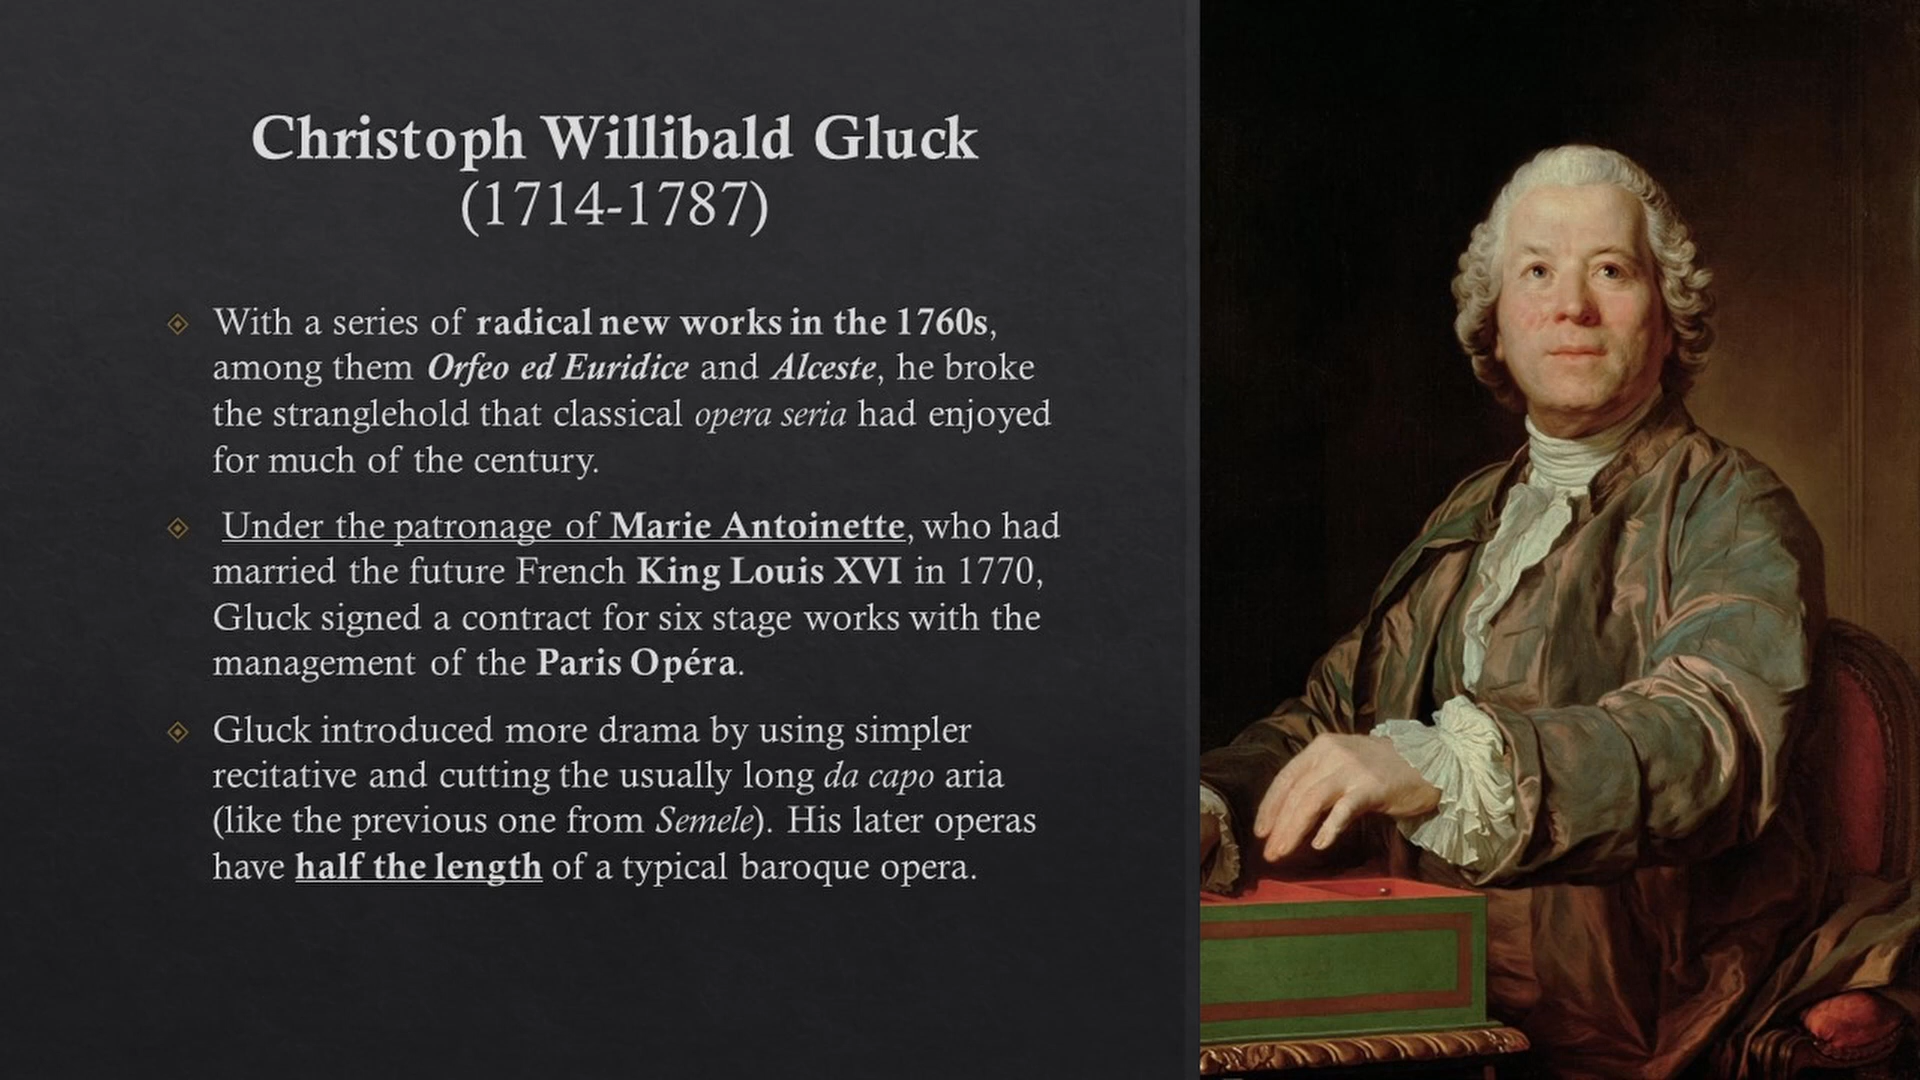 Christoph Willibald Gluck
(1714-1787)
With a series of radical new works in the 1760s,
among them Orfeo ed Euridice and Alceste, he broke
the stranglehold that classical opera seria had enjoyed
for much of the century.
Under the patronage of Marie Antoinette, who had
married the future French King Louis XVI in 1770,
Gluck signed a contract for six stage works with the
management of the Paris Opéra.
Gluck introduced more drama by using simpler
recitative and cutting the usually long da capo aria
(like the previous one from Semele). His later operas
have half the length of a typical baroque opera.